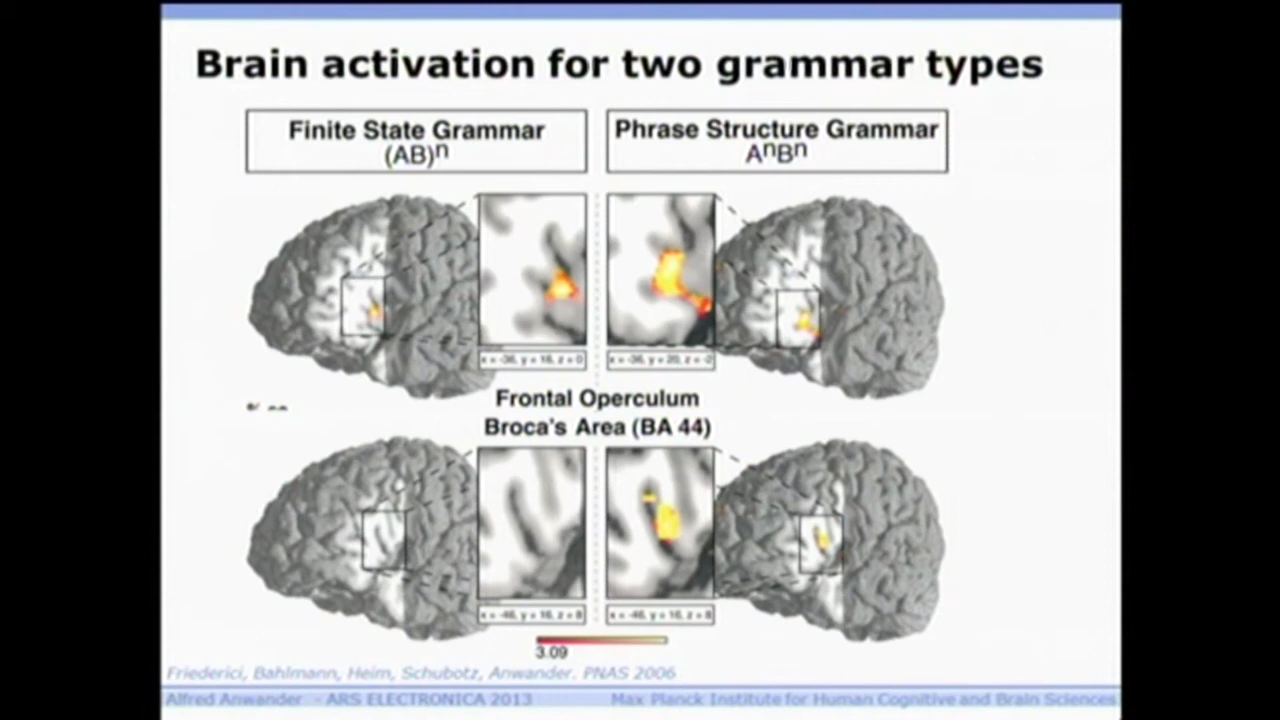 Brain activation for two grammar types
Finite State Grammar
(AB)n
Phrase Structure Grammar
AnBn
x = -36, y = 16, z = 0
x = -36, y = 20, z = -2
Frontal Operculum
Broca's Area (BA 44)
x = -46, y = 16, z = 8
x = -46, y = 16, z = 8
3.09
Friederici, Bahlmann, Heim, Schubotz, Anwander. PNAS 2006
Alfred Anwander - ARS ELECTRONICA 2013
Max Planck Institute for Human Cognitive and Brain Sciences